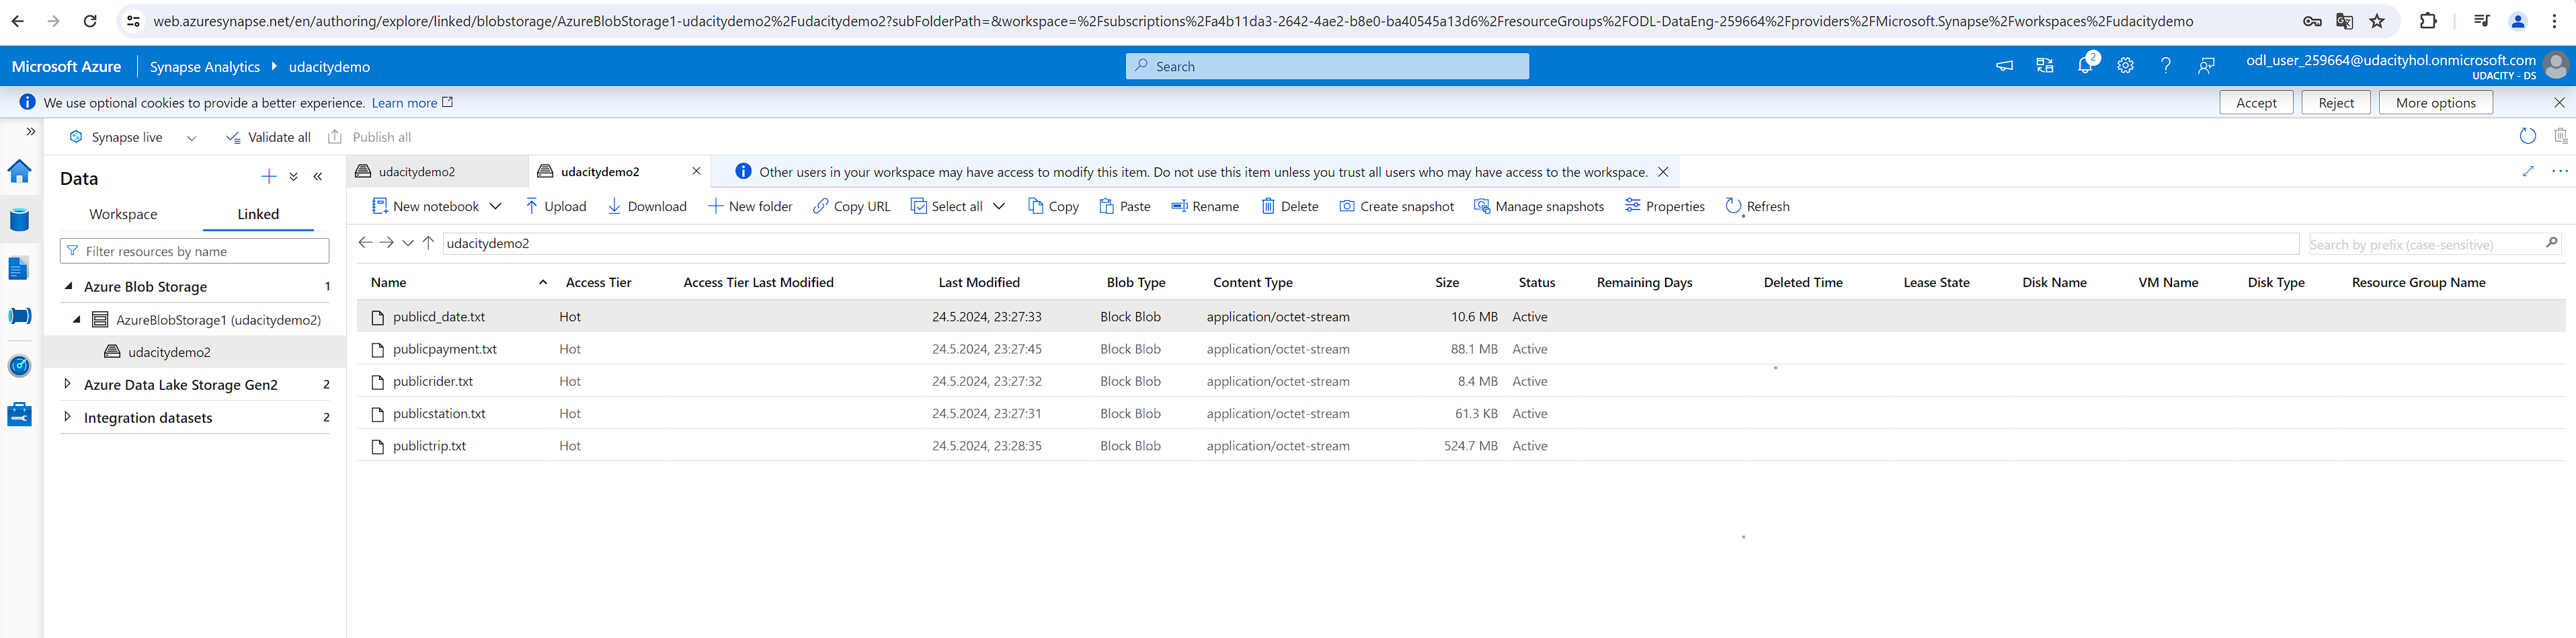 web.azuresynapse.net/en/authoring/explore/linked/blobstorage/AzureBlobStorage1-udacitydemo2%2Fudacitydemo2?subFolderPath=&workspace=%2Fsubscriptions%2Fa4b11da3-2642-4ae2-b8e0-ba40545a13d6%2FresourceGroups%2FODL-DataEng-259664%2Fproviders%2FMicrosoft.Synapse%2Fworkspaces%2Fudacitydemo
Microsoft Azure Synapse Analytics udacitydemo Search 2 odl_user_259664@udacityhol.onmicrosoft.com
UDACITY - DS
We use optional cookies to provide a better experience. Learn more Accept Reject More options
Synapse live Validate all Publish all
Data
Workspace Linked
Filter resources by name
Azure Blob Storage 1
AzureBlobStorage1 (udacitydemo2)
udacitydemo2
Azure Data Lake Storage Gen2 2
Integration datasets 2
udacitydemo2 udacitydemo2 Other users in your workspace may have access to modify this item. Do not use this item unless you trust all users who may have access to the workspace.
New notebook Upload Download New folder Copy URL Select all Copy Paste Rename Delete Create snapshot Manage snapshots Properties Refresh
udacitydemo2 Search by prefix (case-sensitive)
Name Access Tier Access Tier Last Modified Last Modified Blob Type Content Type Size Status Remaining Days Deleted Time Lease State Disk Name VM Name Disk Type Resource Group Name
publicd_date.txt Hot 24.5.2024, 23:27:33 Block Blob application/octet-stream 10.6 MB Active
publicpayment.txt Hot 24.5.2024, 23:27:45 Block Blob application/octet-stream 88.1 MB Active
publicrider.txt Hot 24.5.2024, 23:27:32 Block Blob application/octet-stream 8.4 MB Active
publicstation.txt Hot 24.5.2024, 23:27:31 Block Blob application/octet-stream 61.3 KB Active
publictrip.txt Hot 24.5.2024, 23:28:35 Block Blob application/octet-stream 524.7 MB Active